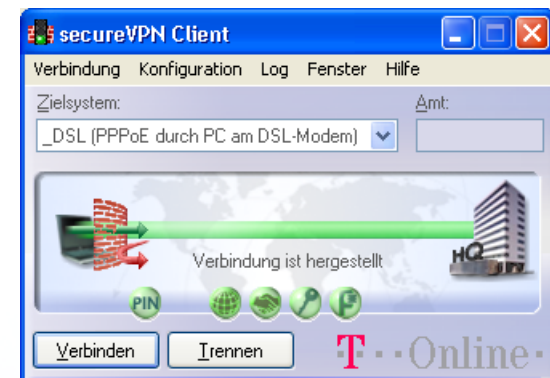 secureVPN Client
Verbindung Konfiguration Log Fenster Hilfe
Zielsystem: Amt:
_DSL (PPPoE durch PC am DSL-Modem)
HQ
Verbindung ist hergestellt
PIN
Verbinden Trennen T··Online·